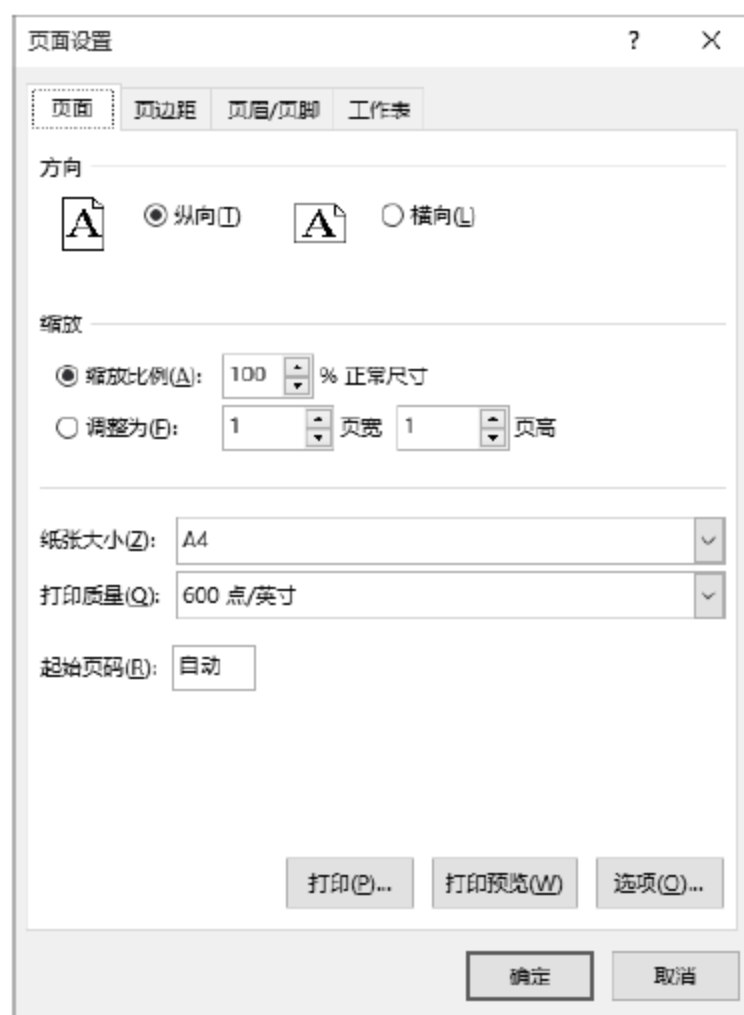 页面设置 ? ×
页面 页边距 页眉/页脚 工作表
方向
A 纵向(T) A 横向(L)
缩放
缩放比例(A): 100 % 正常尺寸
调整为(F): 1 页宽 1 页高
纸张大小(Z): A4
打印质量(Q): 600 点/英寸
起始页码(R): 自动
打印(P)... 打印预览(W) 选项(O)...
确定 取消